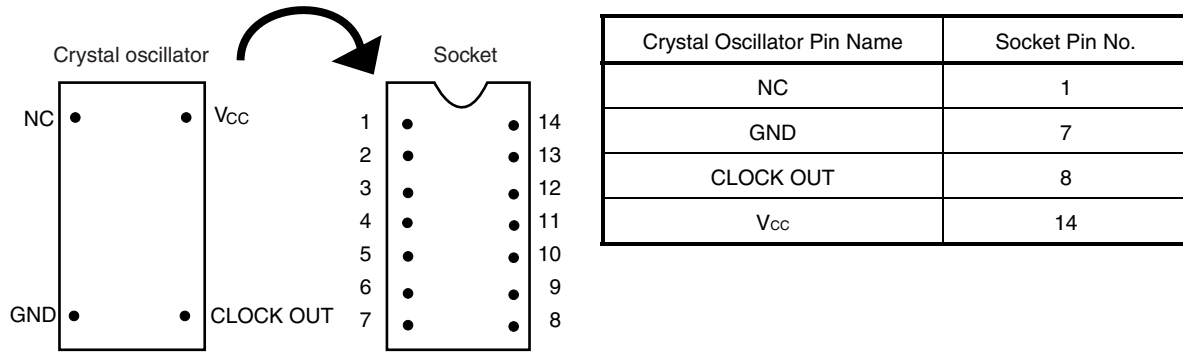 Crystal oscillator
NC
VCC
GND
CLOCK OUT
Socket
1 14
2 13
3 12
4 11
5 10
6 9
7 8
Crystal Oscillator Pin Name Socket Pin No.
NC 1
GND 7
CLOCK OUT 8
VCC 14